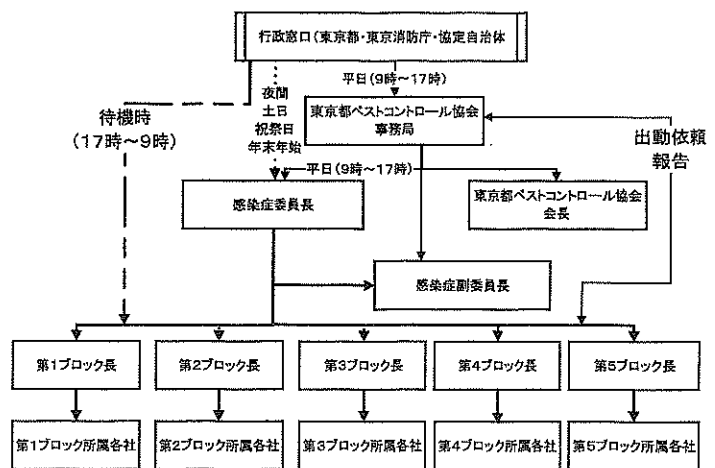 行政窓口(東京都・東京消防庁・協定自治体
平日(9時～17時)
夜間
土日
祝祭日
年末年始
東京都ペストコントロール協会
事務局
待機時
(17時～9時)
出動依頼
報告
平日(9時～17時)
感染症委員長
東京都ペストコントロール協会
会長
感染症副委員長
第1ブロック長
第2ブロック長
第3ブロック長
第4ブロック長
第5ブロック長
第1ブロック所属各社
第2ブロック所属各社
第3ブロック所属各社
第4ブロック所属各社
第5ブロック所属各社